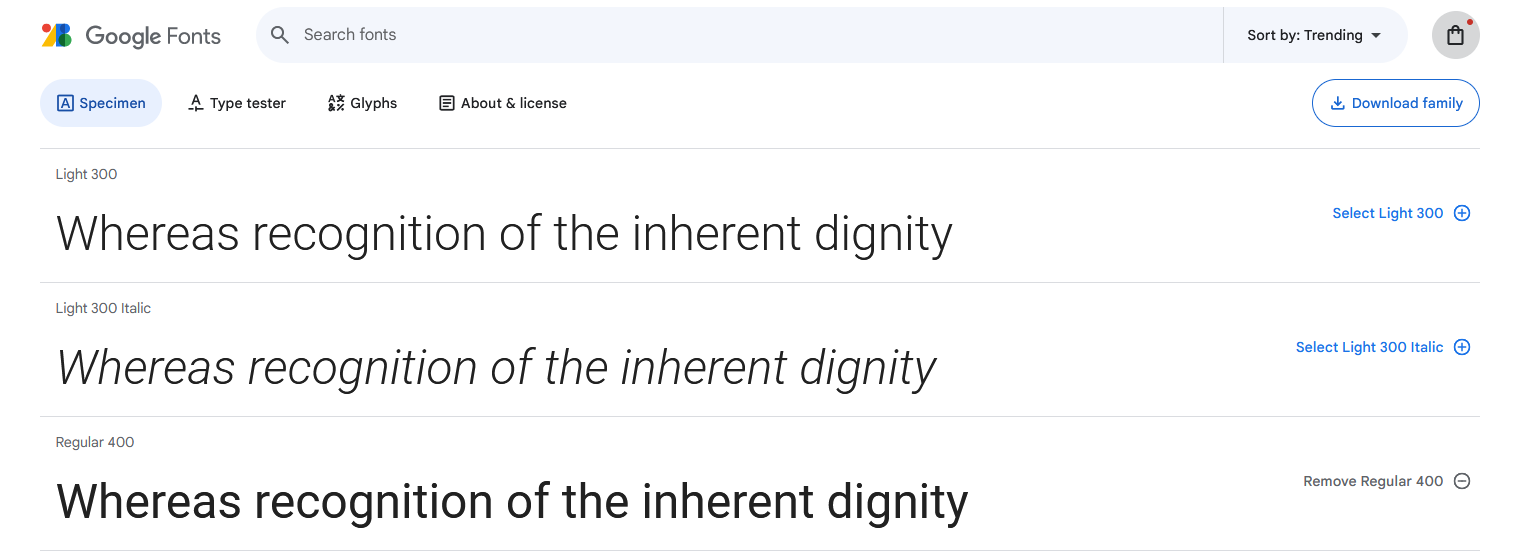 Google Fonts
Search fonts
Sort by: Trending
Specimen
Type tester
Glyphs
About & license
Download family
Light 300
Whereas recognition of the inherent dignity
Select Light 300
Light 300 Italic
Whereas recognition of the inherent dignity
Select Light 300 Italic
Regular 400
Whereas recognition of the inherent dignity
Remove Regular 400